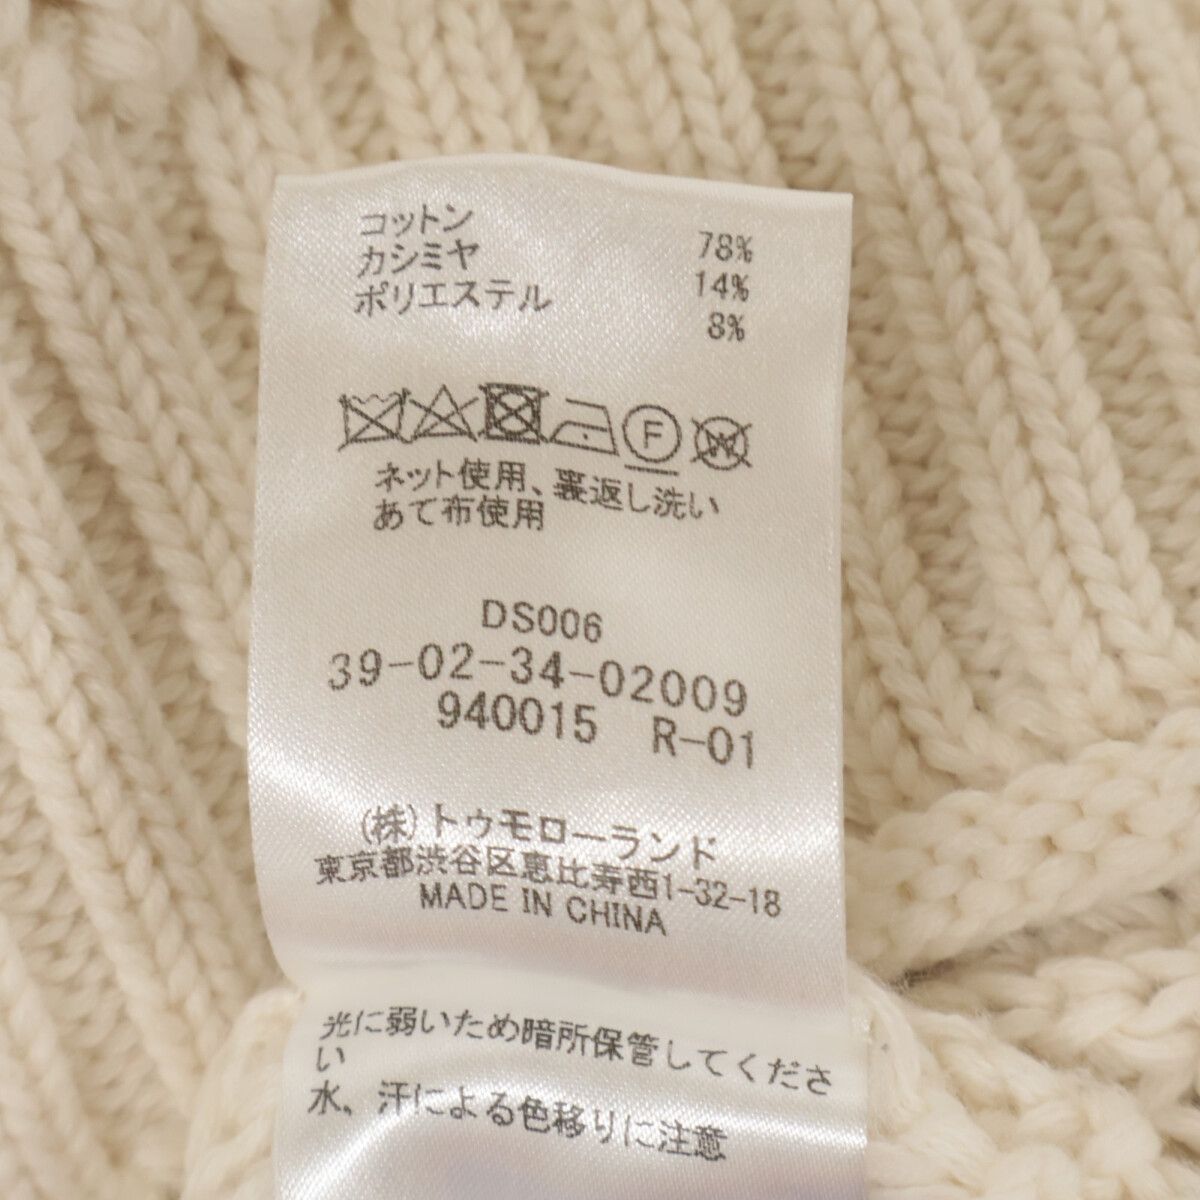 コットン 78%
カシミヤ 14%
ポリエステル 8%
F W
ネット使用、裏返し洗い
あて布使用
DS006
39-02-34-02009
940015 R-01
(株)トゥモローランド
東京都渋谷区恵比寿西1-32-18
MADE IN CHINA
光に弱いため暗所保管してくださ
い
水、汗による色移りに注意